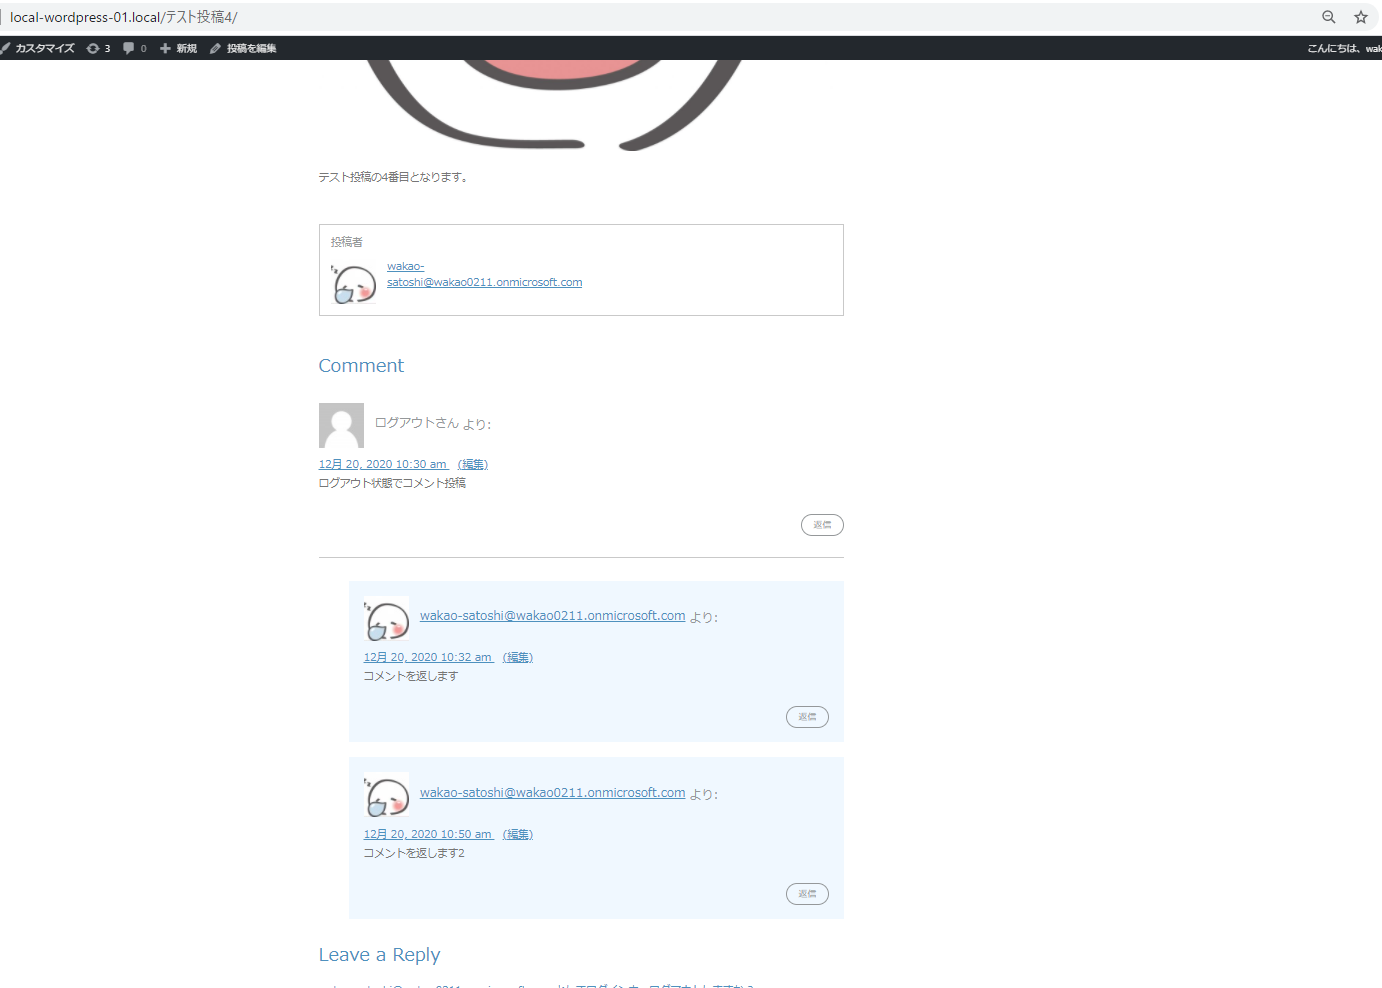 local-wordpress-01.local/テスト投稿4/
カスタマイズ 3 0 新規 投稿を編集 こんにちは、wak
テスト投稿の4番目となります。
投稿者
wakao-
satoshi@wakao0211.onmicrosoft.com
Comment
ログアウトさん より:
12月 20, 2020 10:30 am (編集)
ログアウト状態でコメント投稿
返信
wakao-satoshi@wakao0211.onmicrosoft.com より:
12月 20, 2020 10:32 am (編集)
コメントを返します
返信
wakao-satoshi@wakao0211.onmicrosoft.com より:
12月 20, 2020 10:50 am (編集)
コメントを返します2
返信
Leave a Reply